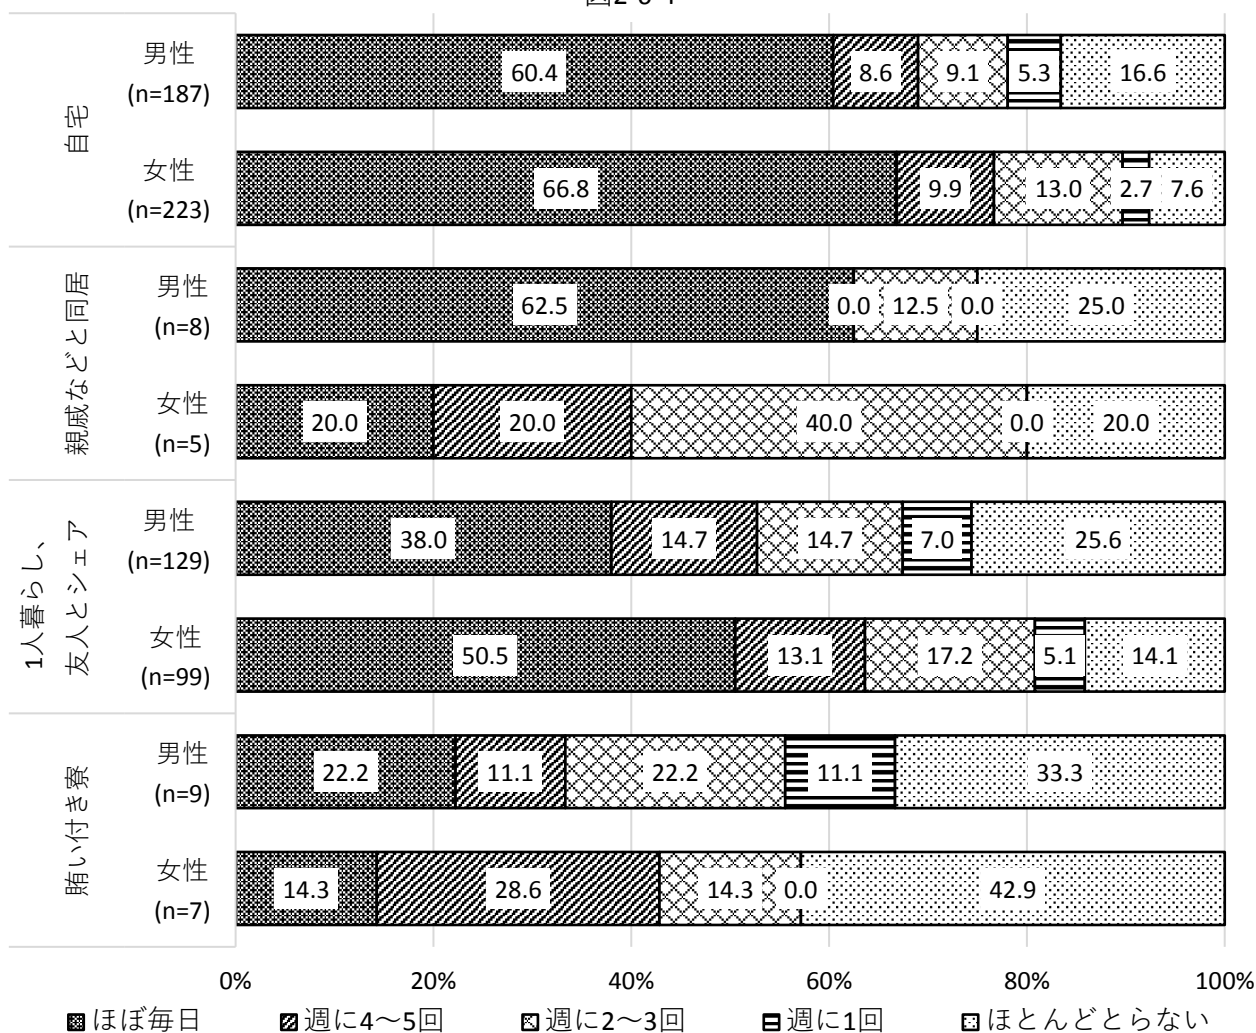 自宅
男性
(n=187)
60.4 8.6 9.1 5.3 16.6
女性
(n=223)
66.8 9.9 13.0 2.7 7.6
親戚などと同居
男性
(n=8)
62.5 0.0 12.5 0.0 25.0
女性
(n=5)
20.0 20.0 40.0 0.0 20.0
1人暮らし、
友人とシェア
男性
(n=129)
38.0 14.7 14.7 7.0 25.6
女性
(n=99)
50.5 13.1 17.2 5.1 14.1
賄い付き寮
男性
(n=9)
22.2 11.1 22.2 11.1 33.3
女性
(n=7)
14.3 28.6 14.3 0.0 42.9
0% 20% 40% 60% 80% 100%
ほぼ毎日 週に4〜5回 週に2〜3回 週に1回 ほとんどとらない